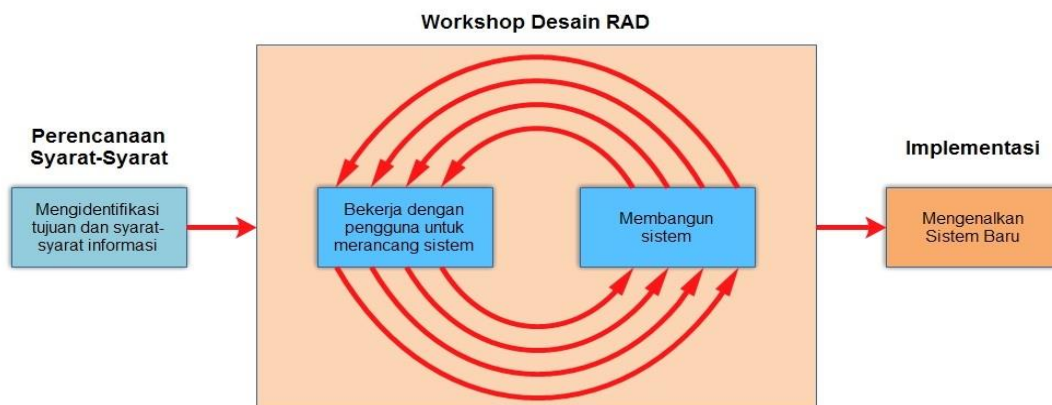 Workshop Desain RAD
Perencanaan
Syarat-Syarat
Mengidentifikasi
tujuan dan syarat-
syarat informasi
Bekerja dengan
pengguna untuk
merancang sistem
Membangun
sistem
Implementasi
Mengenalkan
Sistem Baru